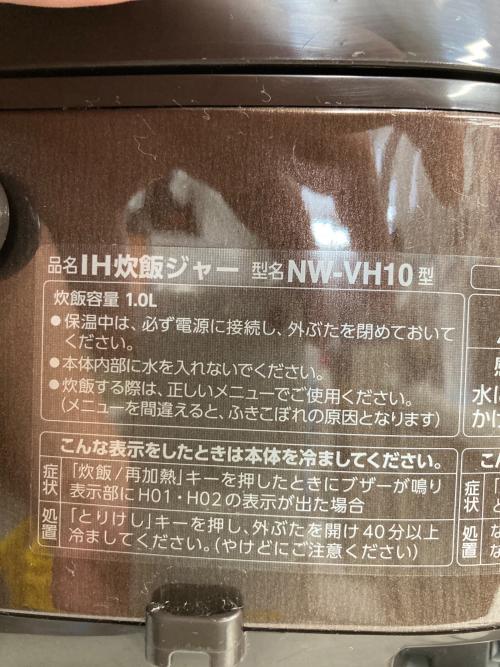 品名IH炊飯ジャー 型名NW-VH10型
炊飯容量 1.0L
●保温中は、必ず電源に接続し、外ぶたを閉めておいて
ください。
●本体内部に水を入れないでください。
●炊飯する際は、正しいメニューでご使用ください。
(メニューを間違えると、ふきこぼれの原因となります)
こんな表示をしたときは本体を冷ましてください。
症状
「炊飯/再加熱」キーを押したときにブザーが鳴り
表示部にH01・H02の表示が出た場合
処置
「とりけし」キーを押し、外ぶたを開け40分以上
冷ましてください。(やけどにご注意ください)
水に
かけ
こん
症状
処置